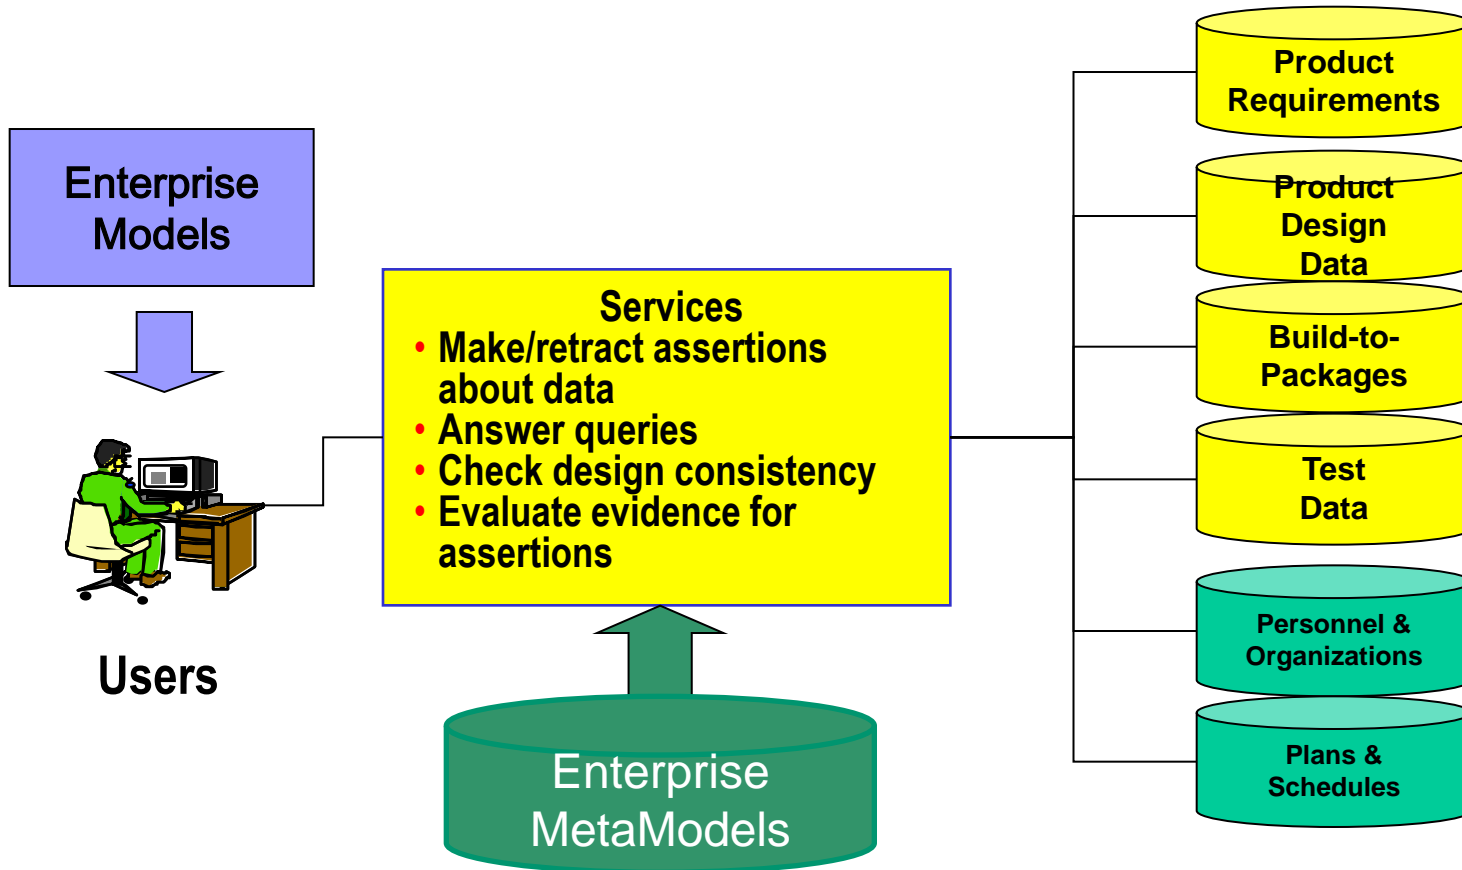 Enterprise
Models
Users
Services
• Make/retract assertions
about data
• Answer queries
• Check design consistency
• Evaluate evidence for
assertions
Enterprise
MetaModels
Product
Requirements
Product
Design
Data
Build-to-
Packages
Test
Data
Personnel &
Organizations
Plans &
Schedules